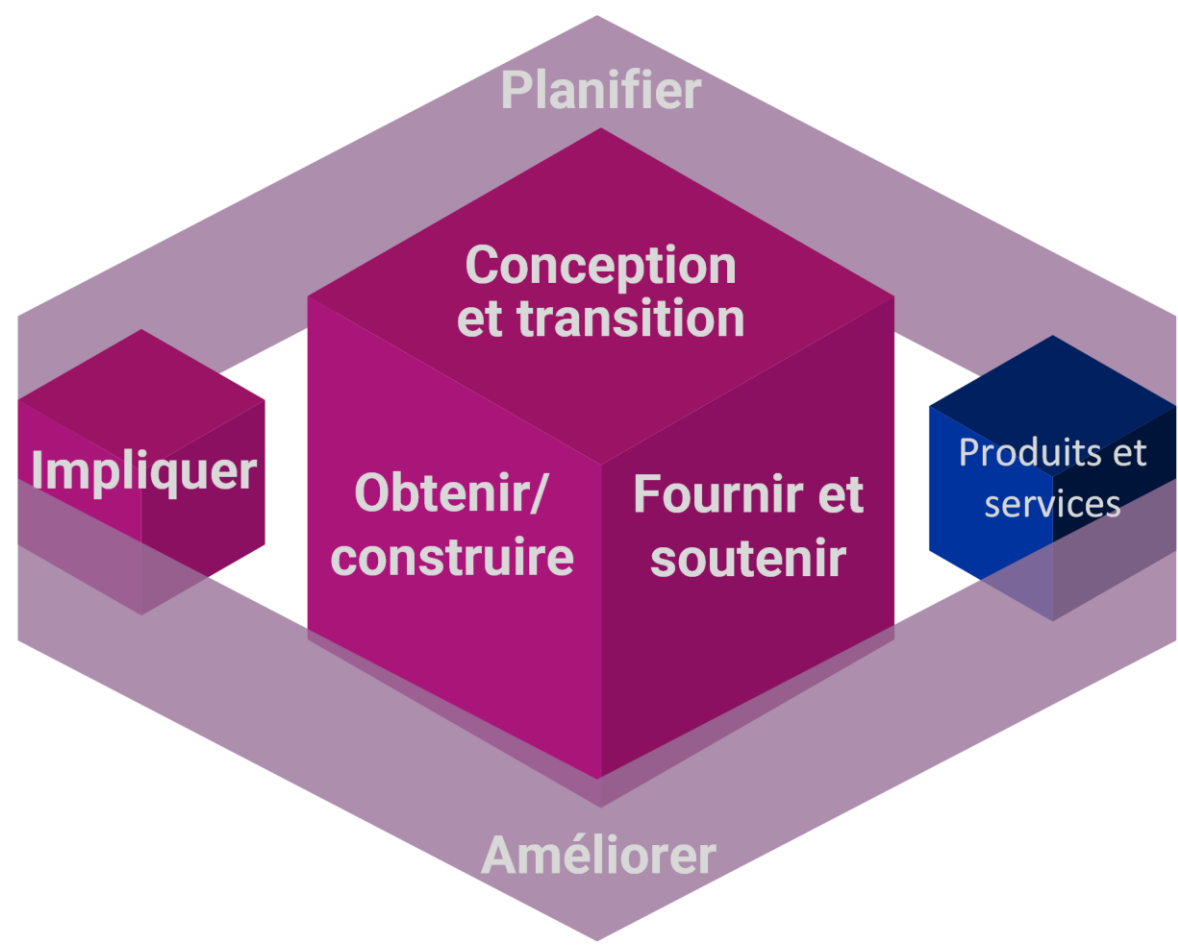 Planifier
Conception
et transition
Impliquer
Obtenir/
construire
Fournir et
soutenir
Produits et
services
Améliorer